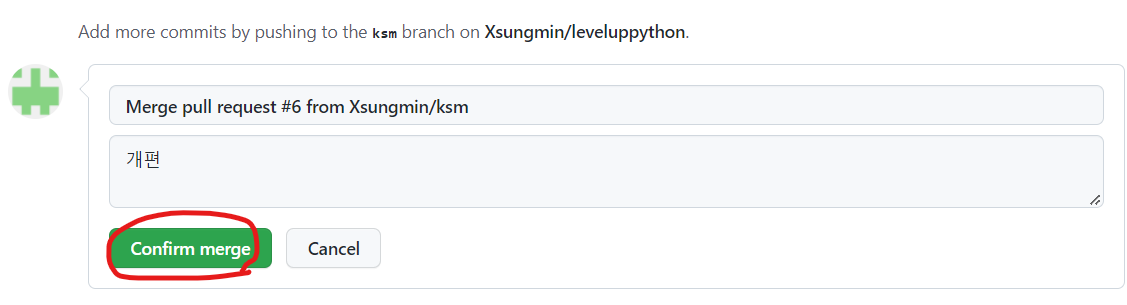 Add more commits by pushing to the ksm branch on Xsungmin/leveluppython.
Merge pull request #6 from Xsungmin/ksm
개편
Confirm merge
Cancel